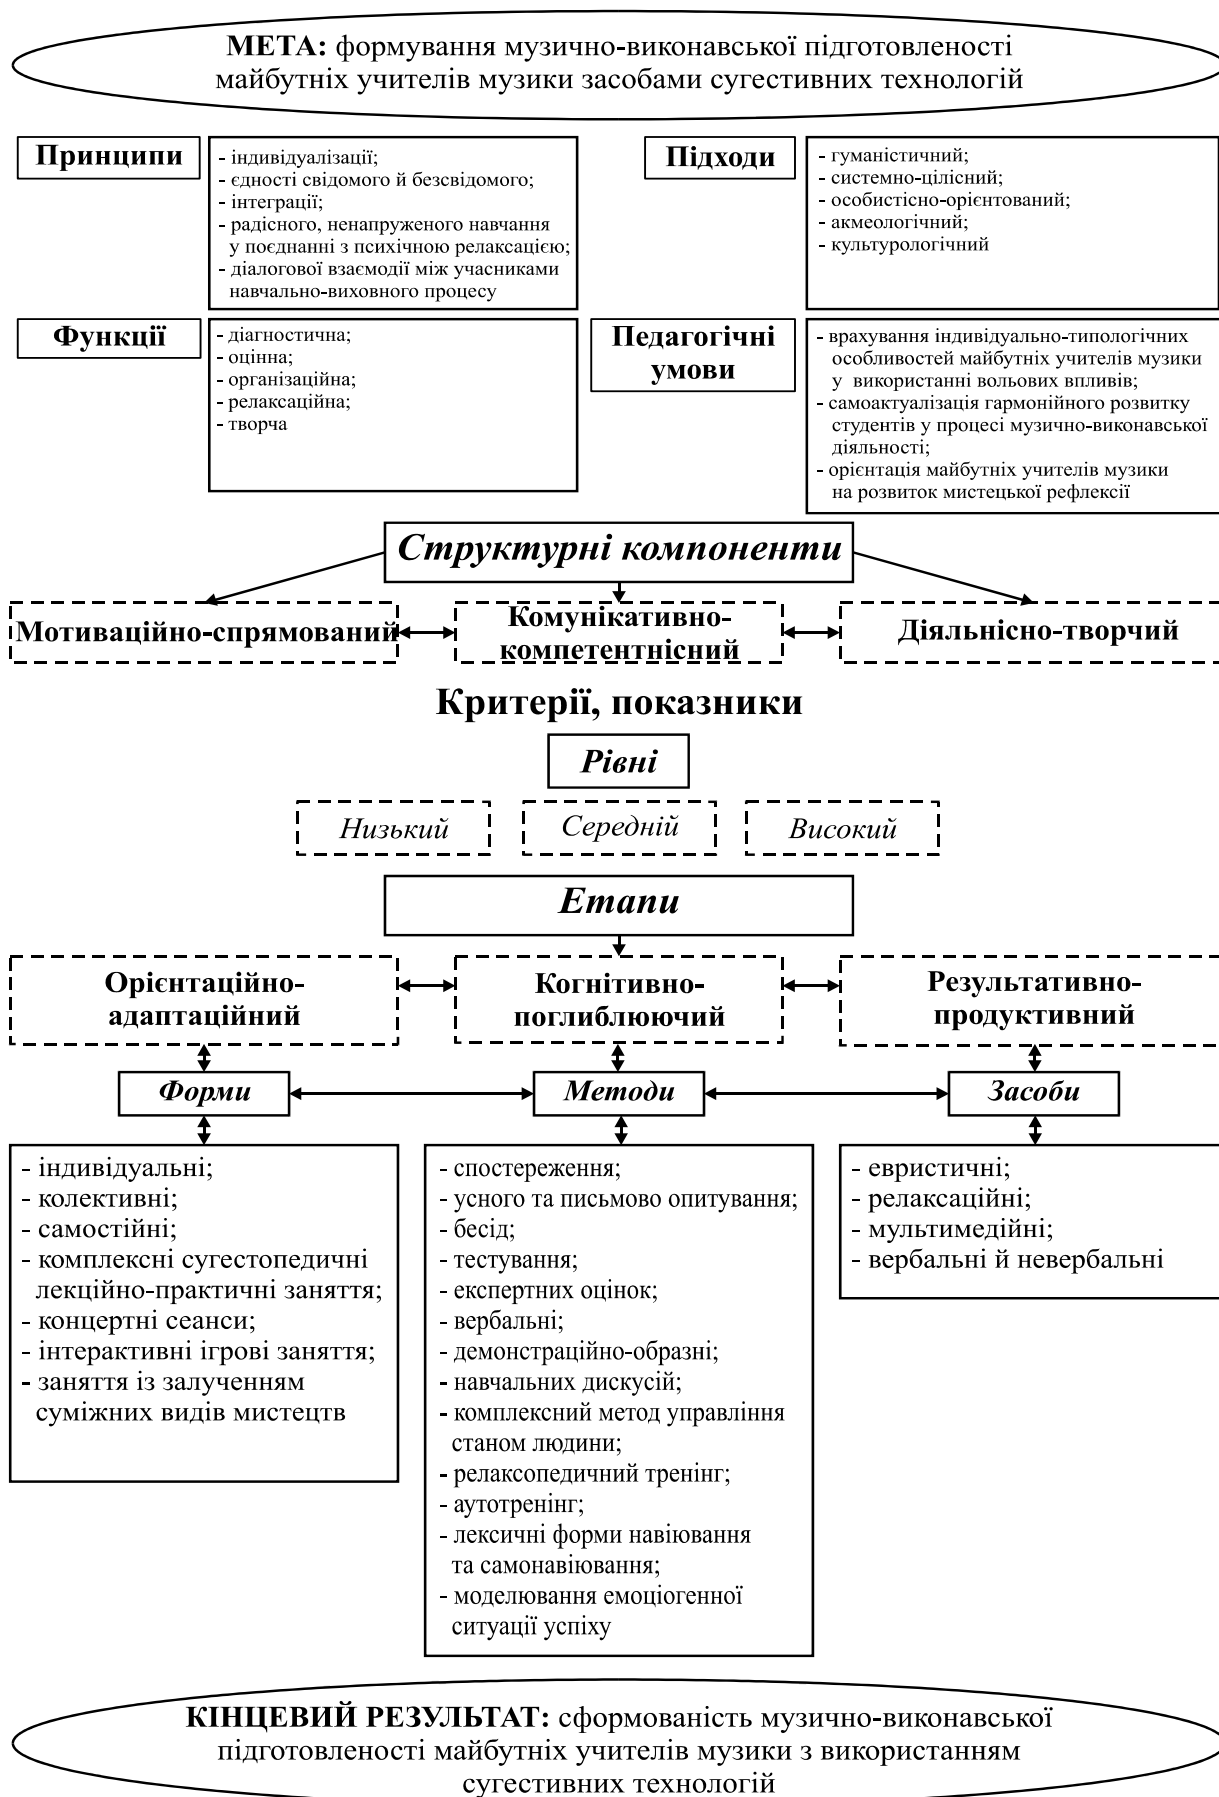 МЕТА: формування музично-виконавської підготовленості
майбутніх учителів музики засобами сугестивних технологій
Принципи
- індивідуалізації;
- єдності свідомого й безсвідомого;
- інтеграції;
- радісного, ненапруженого навчання
у поєднанні з психічною релаксацією;
- діалогової взаємодії між учасниками
навчально-виховного процесу
Підходи
- гуманістичний;
- системно-цілісний;
- особистісно-орієнтований;
- акмеологічний;
- культурологічний
Функції
- діагностична;
- оцінна;
- організаційна;
- релаксаційна;
- творча
Педагогічні
умови
- врахування індивідуально-типологічних
особливостей майбутніх учителів музики
у використанні вольових впливів;
- самоактуалізація гармонійного розвитку
студентів у процесі музично-виконавської
діяльності;
- орієнтація майбутніх учителів музики
на розвиток мистецької рефлексії
Структурні компоненти
Мотиваційно-спрямований
Комунікативно-
компетентнісний
Діяльнісно-творчий
Критерії, показники
Рівні
Низький
Середній
Високий
Етапи
Орієнтаційно-
адаптаційний
Когнітивно-
поглиблюючий
Результативно-
продуктивний
Форми
Методи
Засоби
- індивідуальні;
- колективні;
- самостійні;
- комплексні сугестопедичні
лекційно-практичні заняття;
- концертні сеанси;
- інтерактивні ігрові заняття;
- заняття із залученням
суміжних видів мистецтв
- спостереження;
- усного та письмово опитування;
- бесід;
- тестування;
- експертних оцінок;
- вербальні;
- демонстраційно-образні;
- навчальних дискусій;
- комплексний метод управління
станом людини;
- релаксопедичний тренінг;
- аутотренінг;
- лексичні форми навіювання
та самонавіювання;
- моделювання емоціогенної
ситуації успіху
- евристичні;
- релаксаційні;
- мультимедійні;
- вербальні й невербальні
КІНЦЕВИЙ РЕЗУЛЬТАТ: сформованість музично-виконавської
підготовленості майбутніх учителів музики з використанням
сугестивних технологій